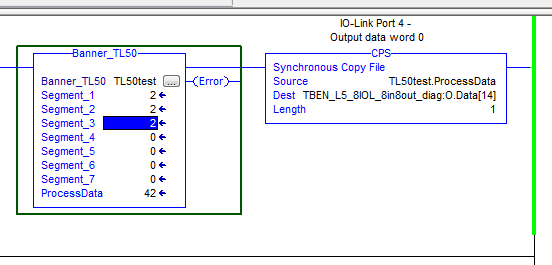 IO-Link Port 4 -
Output data word 0
Banner_TL50
Banner_TL50 TL50test ...
(Error)
Segment_1 2
Segment_2 2
Segment_3 2
Segment_4 0
Segment_5 0
Segment_6 0
Segment_7 0
ProcessData 42
CPS
Synchronous Copy File
Source TL50test.ProcessData
Dest TBEN_L5_8IOL_8in8out_diag:O.Data[14]
Length 1